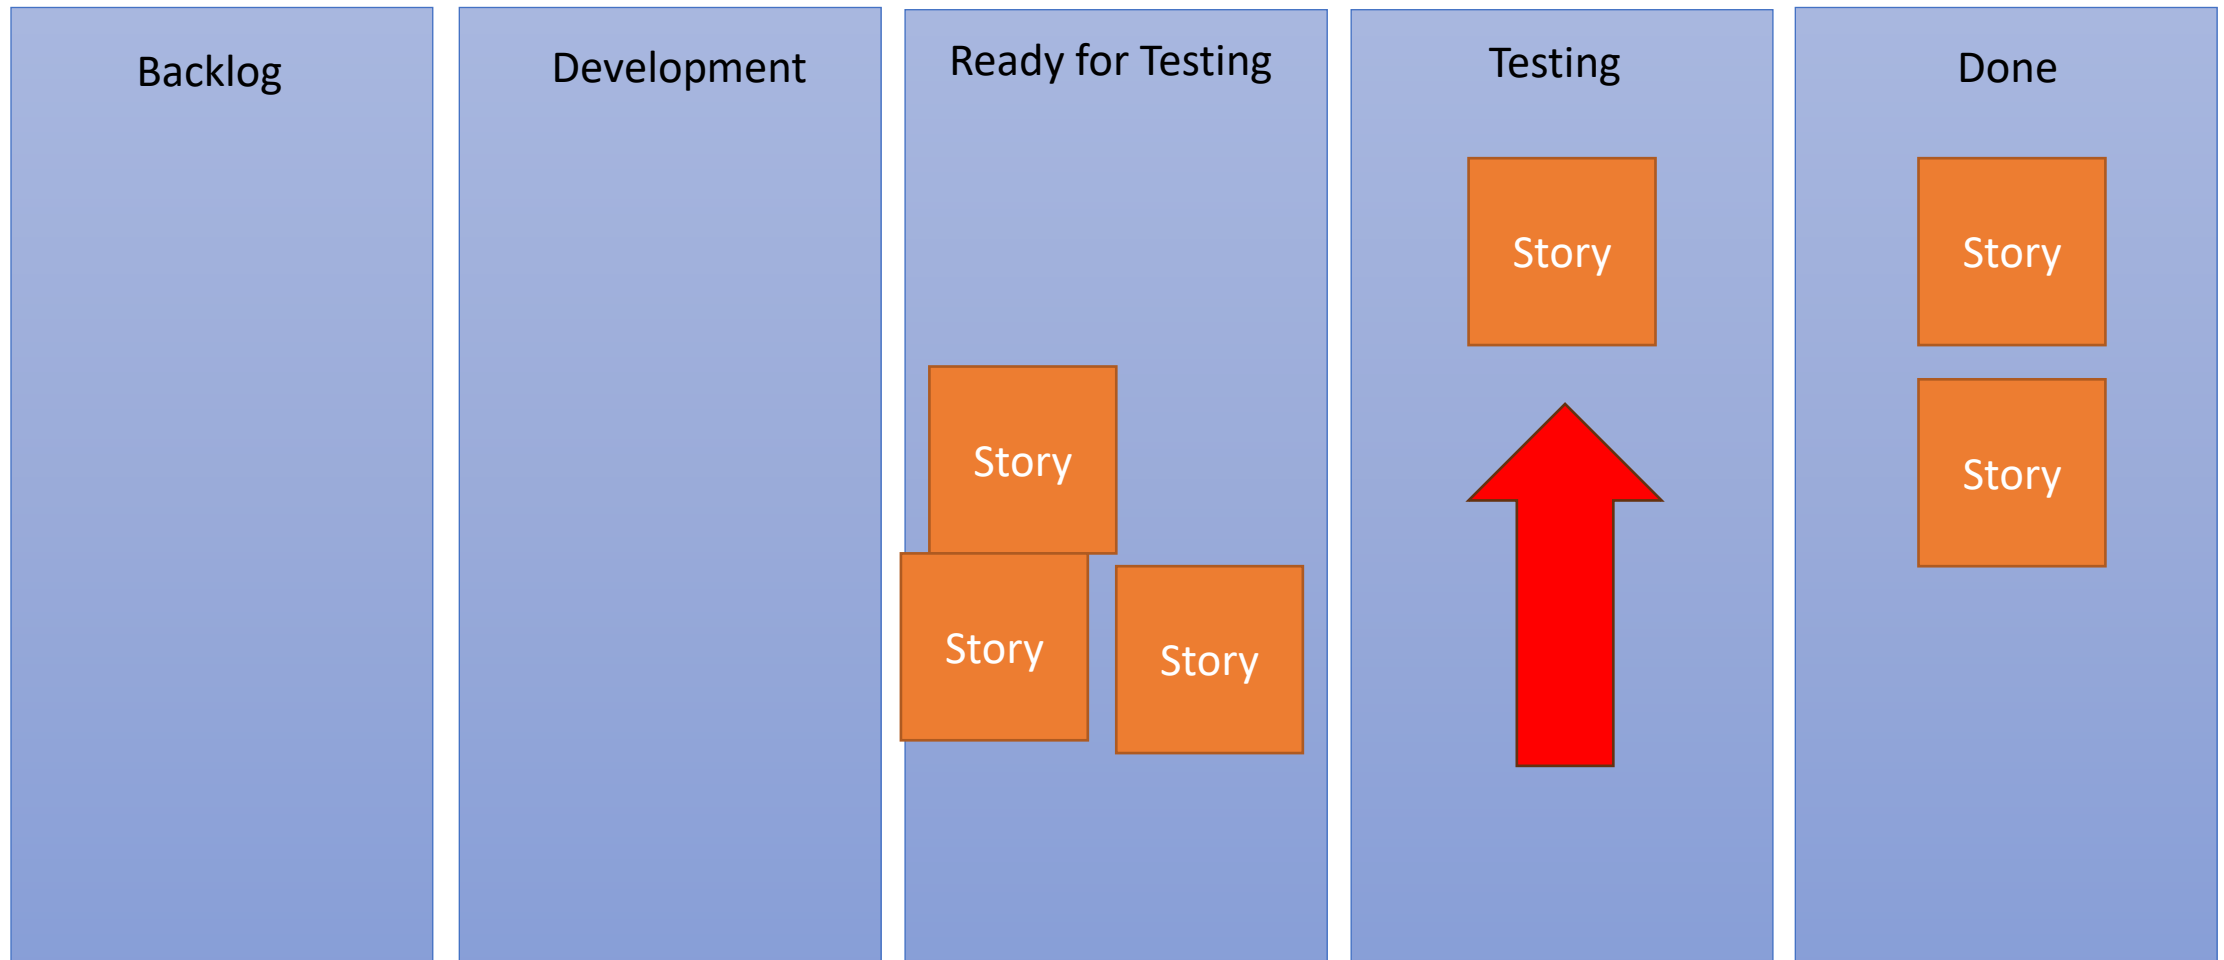 Backlog
Development
Ready for Testing
Testing
Done
Story
Story
Story
Story
Story
Story